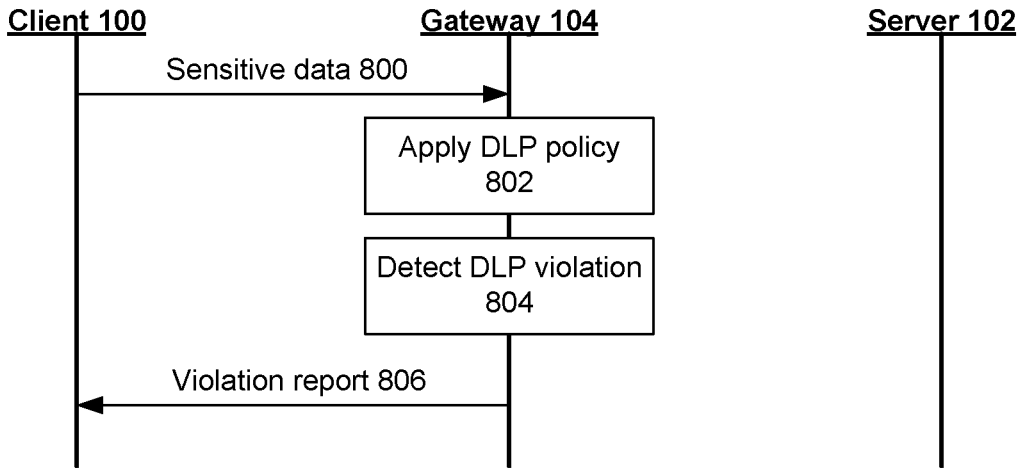 Client 100
Gateway 104
Server 102
Sensitive data 800
Apply DLP policy
802
Detect DLP violation
804
Violation report 806